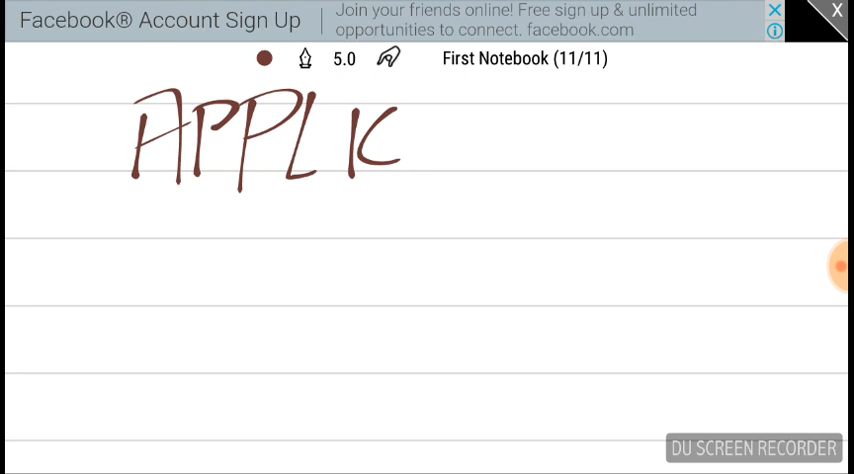 Facebook® Account Sign Up
Join your friends online! Free sign up & unlimited
opportunities to connect. facebook.com
X
5.0 First Notebook (11/11)
APPLIC
DU SCREEN RECORDER